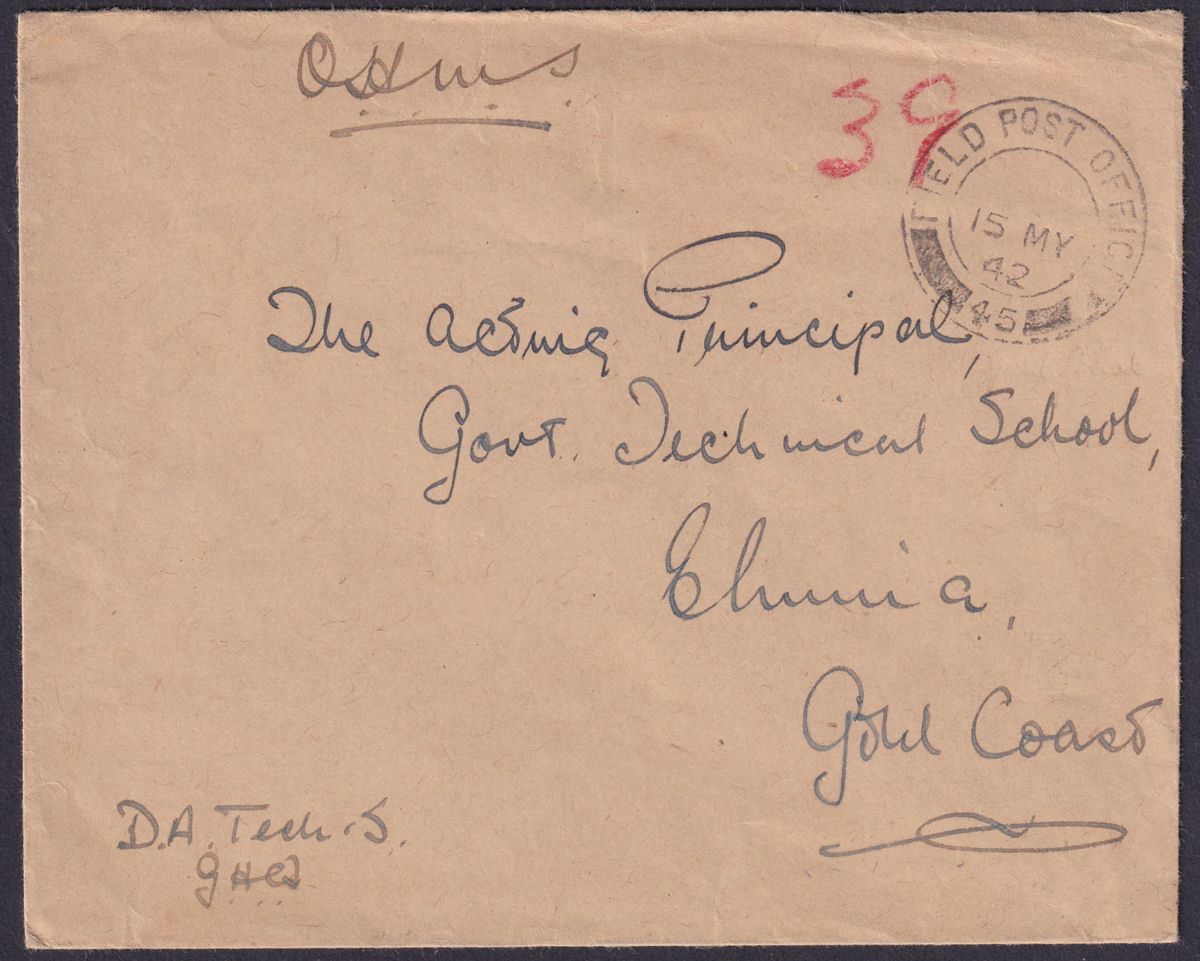 OHMS
39
FIELD POST OFFICE
15 MY
42
45
The Acting Principal,
Govt. Technical School,
Elmina,
Gold Coast
D.A. Tech. S.
GHQ